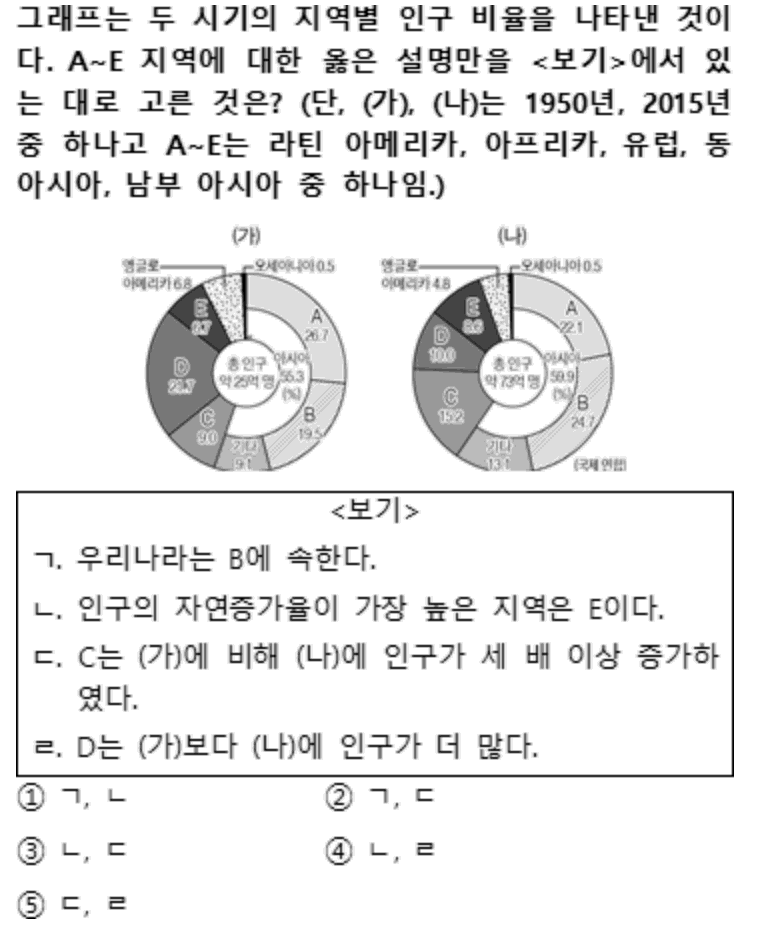 그래프는 두 시기의 지역별 인구 비율을 나타낸 것이
다. A~E 지역에 대한 옳은 설명만을 <보기>에서 있
는 대로 고른 것은? (단, (가), (나)는 1950년, 2015년
중 하나고 A~E는 라틴 아메리카, 아프리카, 유럽, 동
아시아, 남부 아시아 중 하나임.)
(가)
앵글로
아메리카 6.8
오세아니아 0.5
A
26.7
B
19.5
기타
9.1
C
9.0
D
21.7
E
6.7
총 인구
약 25억 명
아시아
55.3
(%)
(나)
앵글로
아메리카 4.8
오세아니아 0.5
A
22.1
B
24.7
기타
13.1
C
15.2
D
10.0
E
8.6
총 인구
약 73억 명
아시아
59.9
(%)
(국제 연합)
<보기>
ㄱ. 우리나라는 B에 속한다.
ㄴ. 인구의 자연증가율이 가장 높은 지역은 E이다.
ㄷ. C는 (가)에 비해 (나)에 인구가 세 배 이상 증가하
였다.
ㄹ. D는 (가)보다 (나)에 인구가 더 많다.
① ㄱ, ㄴ
② ㄱ, ㄷ
③ ㄴ, ㄷ
④ ㄴ, ㄹ
⑤ ㄷ, ㄹ